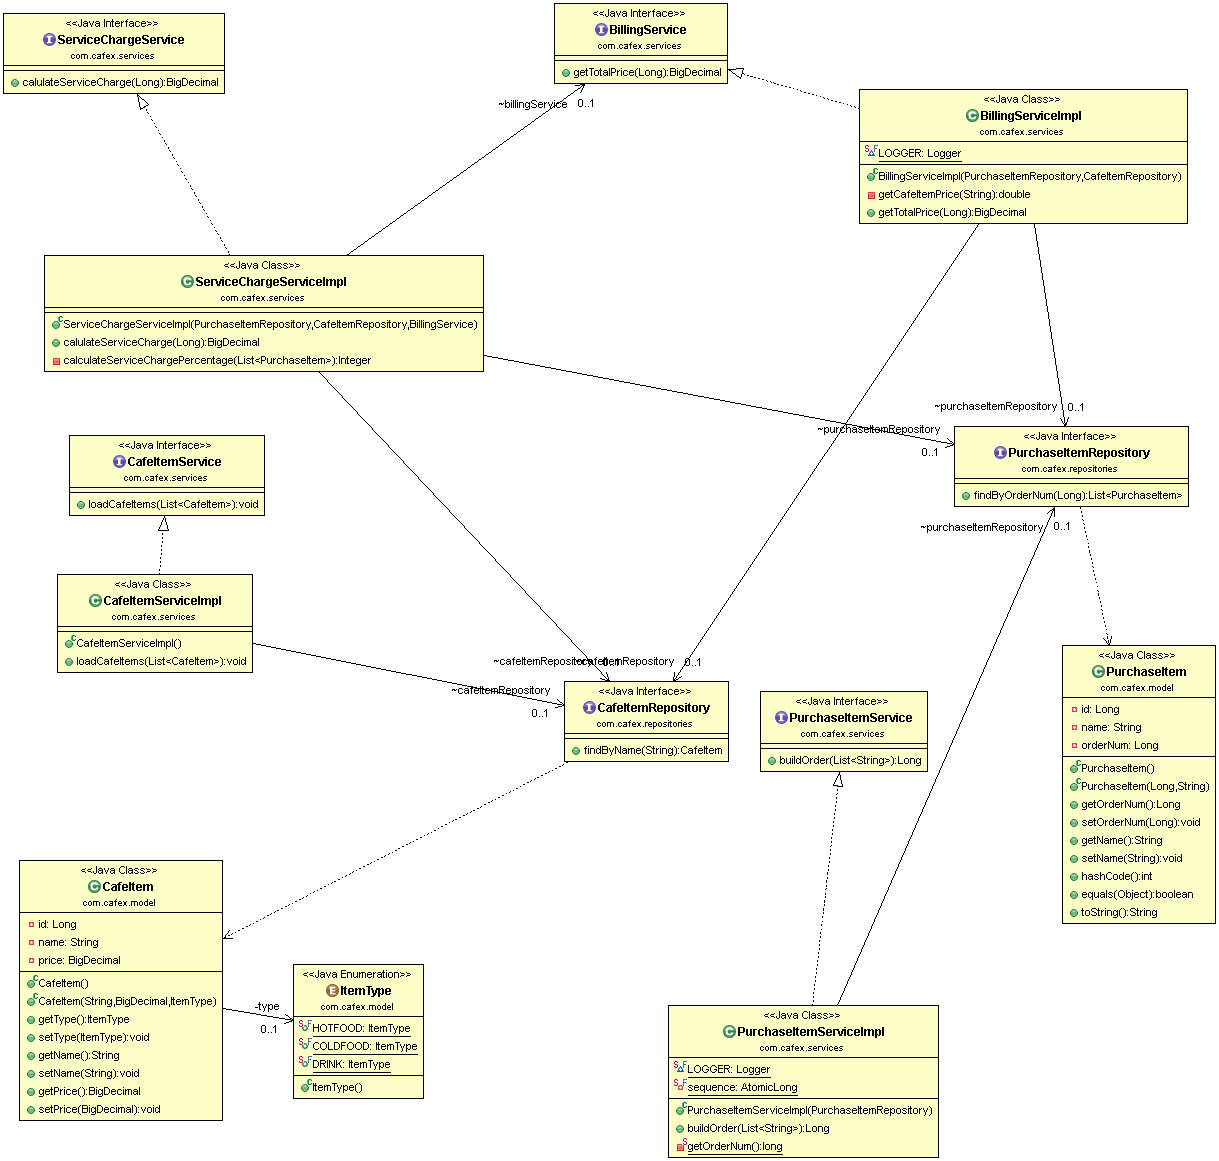 <<Java Interface>>
ServiceChargeService
com.cafex.services
calulateServiceCharge(Long):BigDecimal
<<Java Interface>>
BillingService
com.cafex.services
getTotalPrice(Long):BigDecimal
~billingService 0..1
<<Java Class>>
BillingServiceImpl
com.cafex.services
LOGGER: Logger
BillingServiceImpl(PurchaseItemRepository,CafeItemRepository)
getCafeItemPrice(String):double
getTotalPrice(Long):BigDecimal
<<Java Class>>
ServiceChargeServiceImpl
com.cafex.services
ServiceChargeServiceImpl(PurchaseItemRepository,CafeItemRepository,BillingService)
calulateServiceCharge(Long):BigDecimal
calculateServiceChargePercentage(List<PurchaseItem>):Integer
~purchaseItemRepository 0..1
~purchaseItemRepository
0..1
<<Java Interface>>
PurchaseItemRepository
com.cafex.repositories
findByOrderNum(Long):List<PurchaseItem>
~purchaseItemRepository 0..1
<<Java Interface>>
CafeItemService
com.cafex.services
loadCafeItems(List<CafeItem>):void
<<Java Class>>
CafeItemServiceImpl
com.cafex.services
CafeItemServiceImpl()
loadCafeItems(List<CafeItem>):void
~cafeItemRepository 0..1
~cafeItemRepository 0..1
~cafeItemRepository
0..1
<<Java Interface>>
CafeItemRepository
com.cafex.repositories
findByName(String):CafeItem
<<Java Interface>>
PurchaseItemService
com.cafex.services
buildOrder(List<String>):Long
<<Java Class>>
PurchaseItem
com.cafex.model
id: Long
name: String
orderNum: Long
PurchaseItem()
PurchaseItem(Long,String)
getOrderNum():Long
setOrderNum(Long):void
getName():String
setName(String):void
hashCode():int
equals(Object):boolean
toString():String
<<Java Class>>
CafeItem
com.cafex.model
id: Long
name: String
price: BigDecimal
CafeItem()
CafeItem(String,BigDecimal,ItemType)
getType():ItemType
setType(ItemType):void
getName():String
setName(String):void
getPrice():BigDecimal
setPrice(BigDecimal):void
-type
0..1
<<Java Enumeration>>
ItemType
com.cafex.model
HOTFOOD: ItemType
COLDFOOD: ItemType
DRINK: ItemType
ItemType()
<<Java Class>>
PurchaseItemServiceImpl
com.cafex.services
LOGGER: Logger
sequence: AtomicLong
PurchaseItemServiceImpl(PurchaseItemRepository)
buildOrder(List<String>):Long
getOrderNum():long